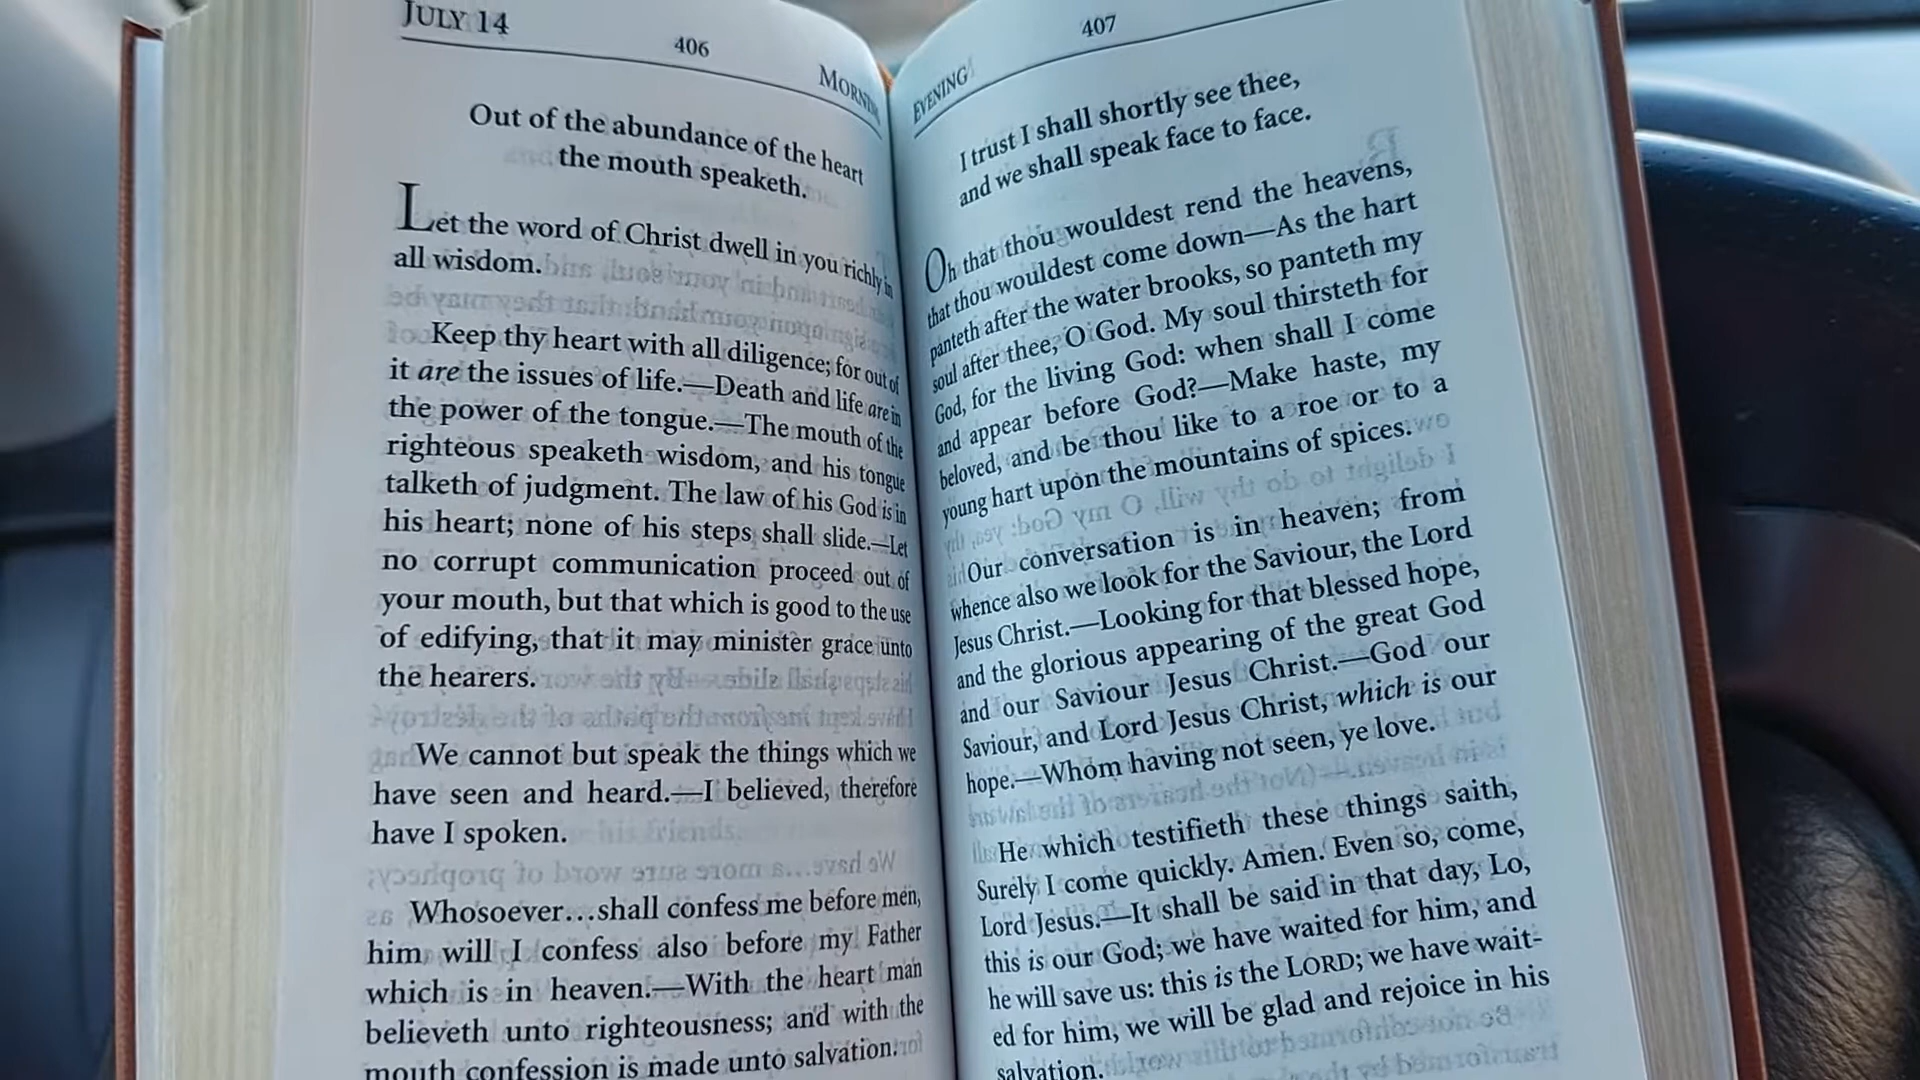 JULY 14
406
MORNIN
Out of the abundance of the heart
the mouth speaketh.
Let the word of Christ dwell in you richly in
all wisdom.
Keep thy heart with all diligence; for out of
it are the issues of life.—Death and life are in
the power of the tongue.—The mouth of the
righteous speaketh wisdom, and his tongue
talketh of judgment. The law of his God is in
his heart; none of his steps shall slide.—Let
no corrupt communication proceed out of
your mouth, but that which is good to the use
of edifying, that it may minister grace unto
the hearers.
We cannot but speak the things which we
have seen and heard.—I believed, therefore
have I spoken.
Whosoever…shall confess me before men,
him will I confess also before my Father
which is in heaven.—With the heart man
believeth unto righteousness; and with the
mouth confession is made unto salvation.
407
EVENING
I trust I shall shortly see thee,
and we shall speak face to face.
Oh that thou wouldest rend the heavens,
that thou wouldest come down—As the hart
panteth after the water brooks, so panteth my
soul after thee, O God. My soul thirsteth for
God, for the living God: when shall I come
and appear before God?—Make haste, my
beloved, and be thou like to a roe or to a
young hart upon the mountains of spices.
Our conversation is in heaven; from
whence also we look for the Saviour, the Lord
Jesus Christ.—Looking for that blessed hope,
and the glorious appearing of the great God
and our Saviour Jesus Christ.—God our
Saviour, and Lord Jesus Christ, which is our
hope.—Whom having not seen, ye love.
He which testifieth these things saith,
Surely I come quickly. Amen. Even so, come,
Lord Jesus.—It shall be said in that day, Lo,
this is our God; we have waited for him, and
he will save us: this is the LORD; we have wait-
ed for him, we will be glad and rejoice in his
salvation.